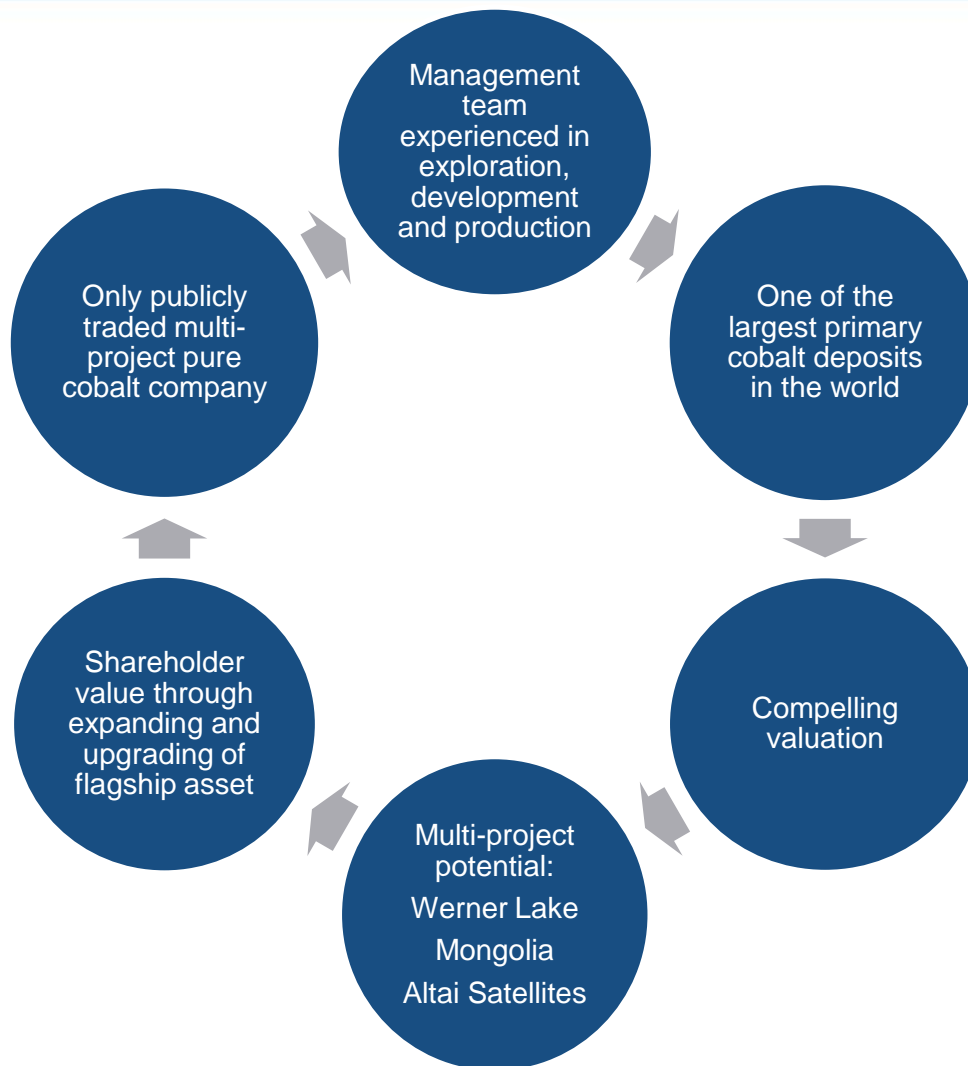 Management
team
experienced in
exploration,
development
and production
One of the
largest primary
cobalt deposits
in the world
Compelling
valuation
Multi-project
potential:
Werner Lake
Mongolia
Altai Satellites
Shareholder
value through
expanding and
upgrading of
flagship asset
Only publicly
traded multi-
project pure
cobalt company